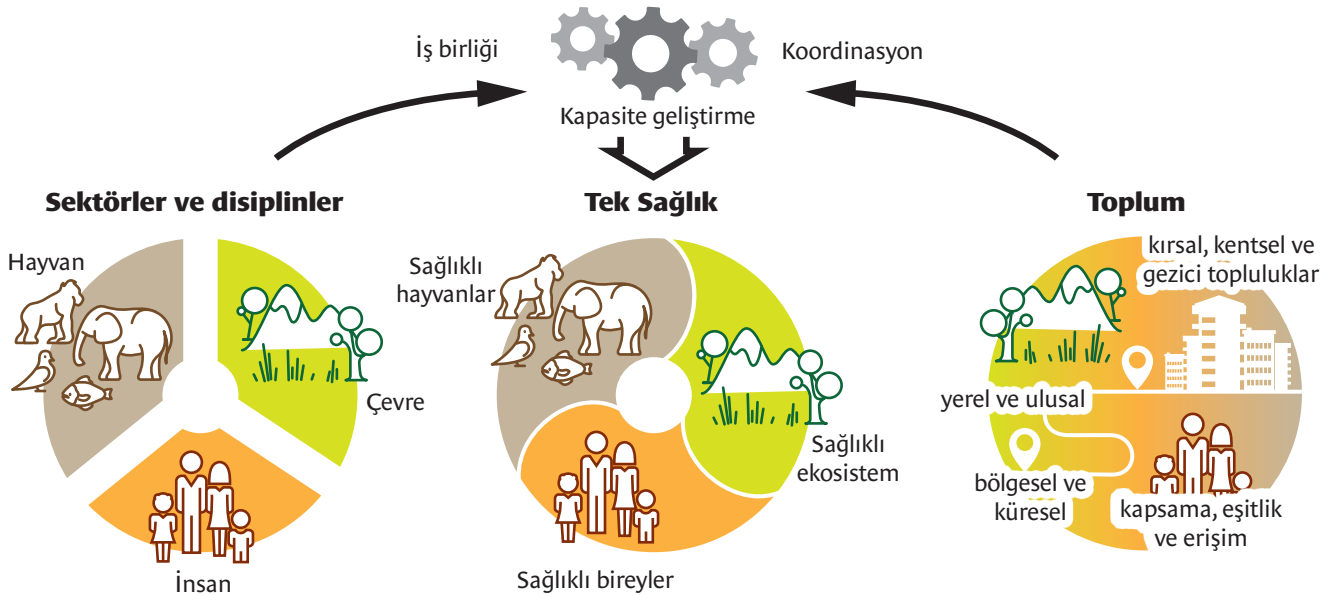 İş birliği
Koordinasyon
Kapasite geliştirme
Sektörler ve disiplinler
Hayvan
Çevre
İnsan
Tek Sağlık
Sağlıklı
hayvanlar
Sağlıklı
ekosistem
Sağlıklı bireyler
Toplum
kırsal, kentsel ve
gezici topluluklar
yerel ve ulusal
bölgesel ve
küresel
kapsama, eşitlik
ve erişim